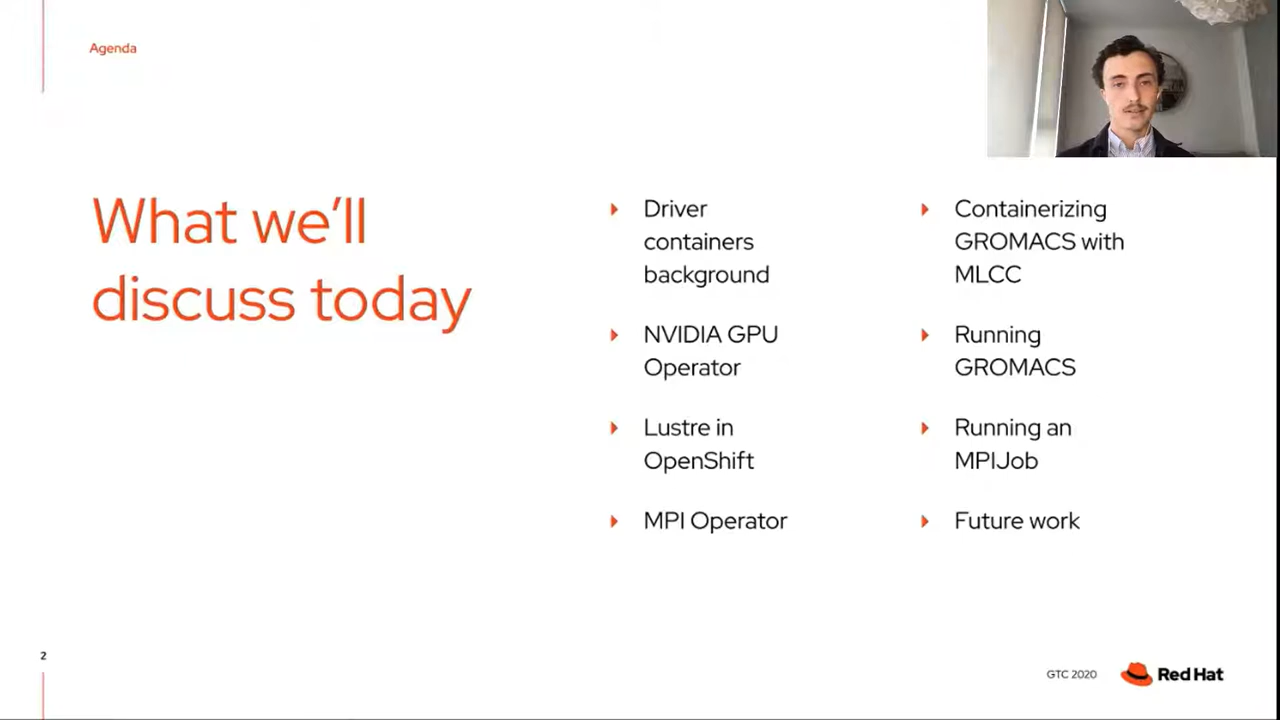 Agenda
What we'll
discuss today
Driver
containers
background
NVIDIA GPU
Operator
Lustre in
OpenShift
MPI Operator
Containerizing
GROMACS with
MLCC
Running
GROMACS
Running an
MPIJob
Future work
2
GTC 2020
Red Hat